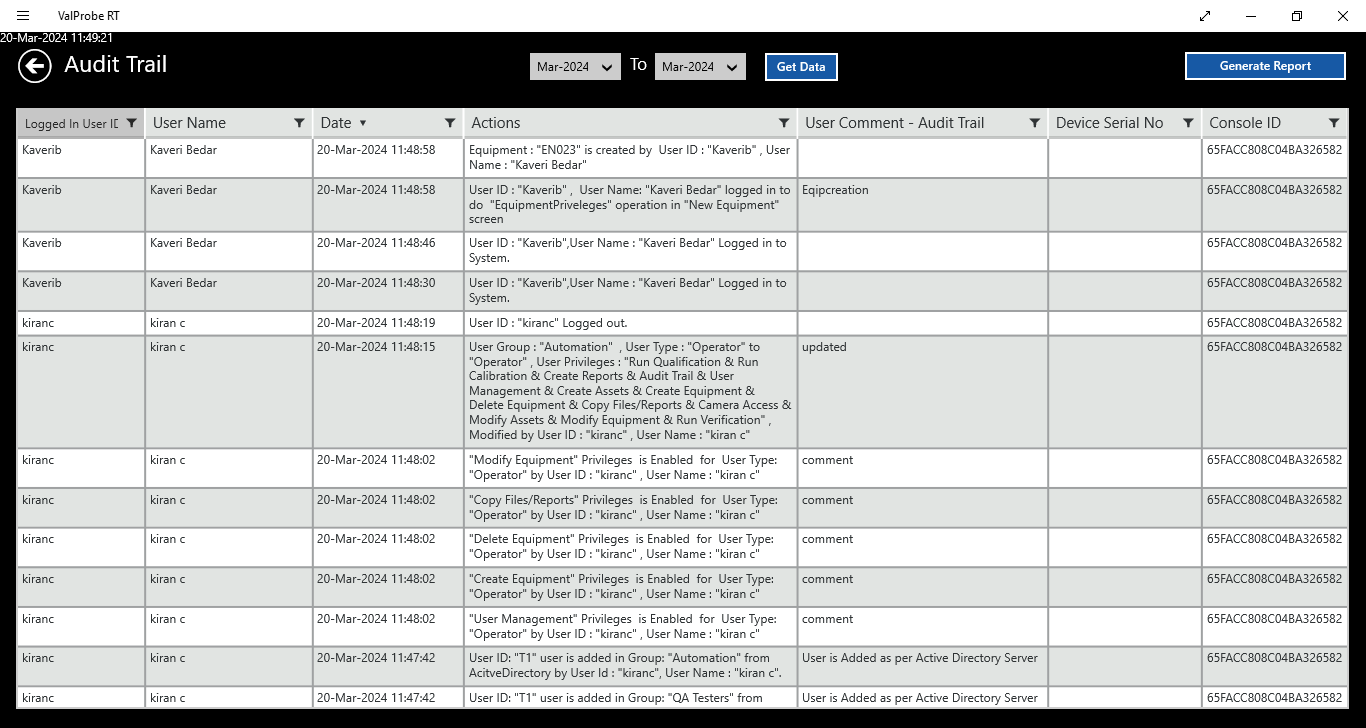 ValProbe RT
20-Mar-2024 11:49:21
Audit Trail
Mar-2024 To Mar-2024 Get Data Generate Report
Logged In User ID User Name Date Actions User Comment - Audit Trail Device Serial No Console ID
Kaverib Kaveri Bedar 20-Mar-2024 11:48:58 Equipment : "EN023" is created by User ID : "Kaverib" , User 65FACC808C04BA326582
Name : "Kaveri Bedar"
Kaverib Kaveri Bedar 20-Mar-2024 11:48:58 User ID : "Kaverib" , User Name: "Kaveri Bedar" logged in to Eqipcreation 65FACC808C04BA326582
do "EquipmentPriveleges" operation in "New Equipment"
screen
Kaverib Kaveri Bedar 20-Mar-2024 11:48:46 User ID : "Kaverib",User Name : "Kaveri Bedar" Logged in to 65FACC808C04BA326582
System.
Kaverib Kaveri Bedar 20-Mar-2024 11:48:30 User ID : "Kaverib",User Name : "Kaveri Bedar" Logged in to 65FACC808C04BA326582
System.
kiranc kiran c 20-Mar-2024 11:48:19 User ID : "kiranc" Logged out. 65FACC808C04BA326582
kiranc kiran c 20-Mar-2024 11:48:15 User Group : "Automation" , User Type : "Operator" to updated 65FACC808C04BA326582
"Operator" , User Privileges : "Run Qualification & Run
Calibration & Create Reports & Audit Trail & User
Management & Create Assets & Create Equipment &
Delete Equipment & Copy Files/Reports & Camera Access &
Modify Assets & Modify Equipment & Run Verification" ,
Modified by User ID : "kiranc" , User Name : "kiran c"
kiranc kiran c 20-Mar-2024 11:48:02 "Modify Equipment" Privileges is Enabled for User Type: comment 65FACC808C04BA326582
"Operator" by User ID : "kiranc" , User Name : "kiran c"
kiranc kiran c 20-Mar-2024 11:48:02 "Copy Files/Reports" Privileges is Enabled for User Type: comment 65FACC808C04BA326582
"Operator" by User ID : "kiranc" , User Name : "kiran c"
kiranc kiran c 20-Mar-2024 11:48:02 "Delete Equipment" Privileges is Enabled for User Type: comment 65FACC808C04BA326582
"Operator" by User ID : "kiranc" , User Name : "kiran c"
kiranc kiran c 20-Mar-2024 11:48:02 "Create Equipment" Privileges is Enabled for User Type: comment 65FACC808C04BA326582
"Operator" by User ID : "kiranc" , User Name : "kiran c"
kiranc kiran c 20-Mar-2024 11:48:02 "User Management" Privileges is Enabled for User Type: comment 65FACC808C04BA326582
"Operator" by User ID : "kiranc" , User Name : "kiran c"
kiranc kiran c 20-Mar-2024 11:47:42 User ID: "T1" user is added in Group: "Automation" from User is Added as per Active Directory Server 65FACC808C04BA326582
AcitveDirectory by User Id : "kiranc", User Name : "kiran c".
kiranc kiran c 20-Mar-2024 11:47:42 User ID: "T1" user is added in Group: "QA Testers" from User is Added as per Active Directory Server 65FACC808C04BA326582